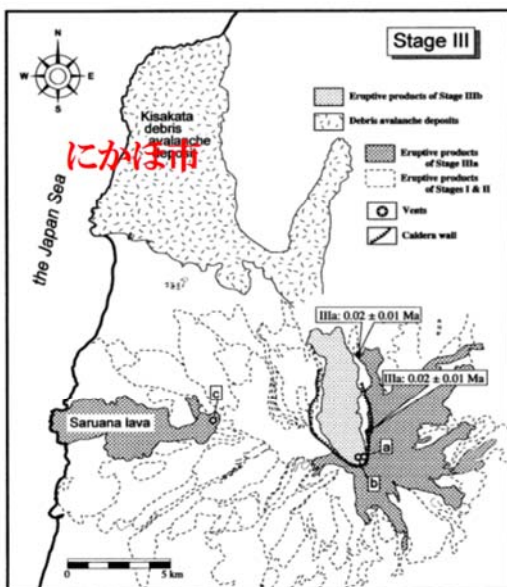 Stage III
N
W
E
S
Eruptive products of Stage IIIb
Debris avalanche deposits
Eruptive products
of Stage IIIa
Eruptive products
of Stages I & II
Vents
Caldera wall
Kisakata
debris
avalanche
deposit
にかほ市
the Japan Sea
IIIa: 0.02 ± 0.01 Ma
IIIa: 0.02 ± 0.01 Ma
c
Saruana lava
a
b
0
5 km